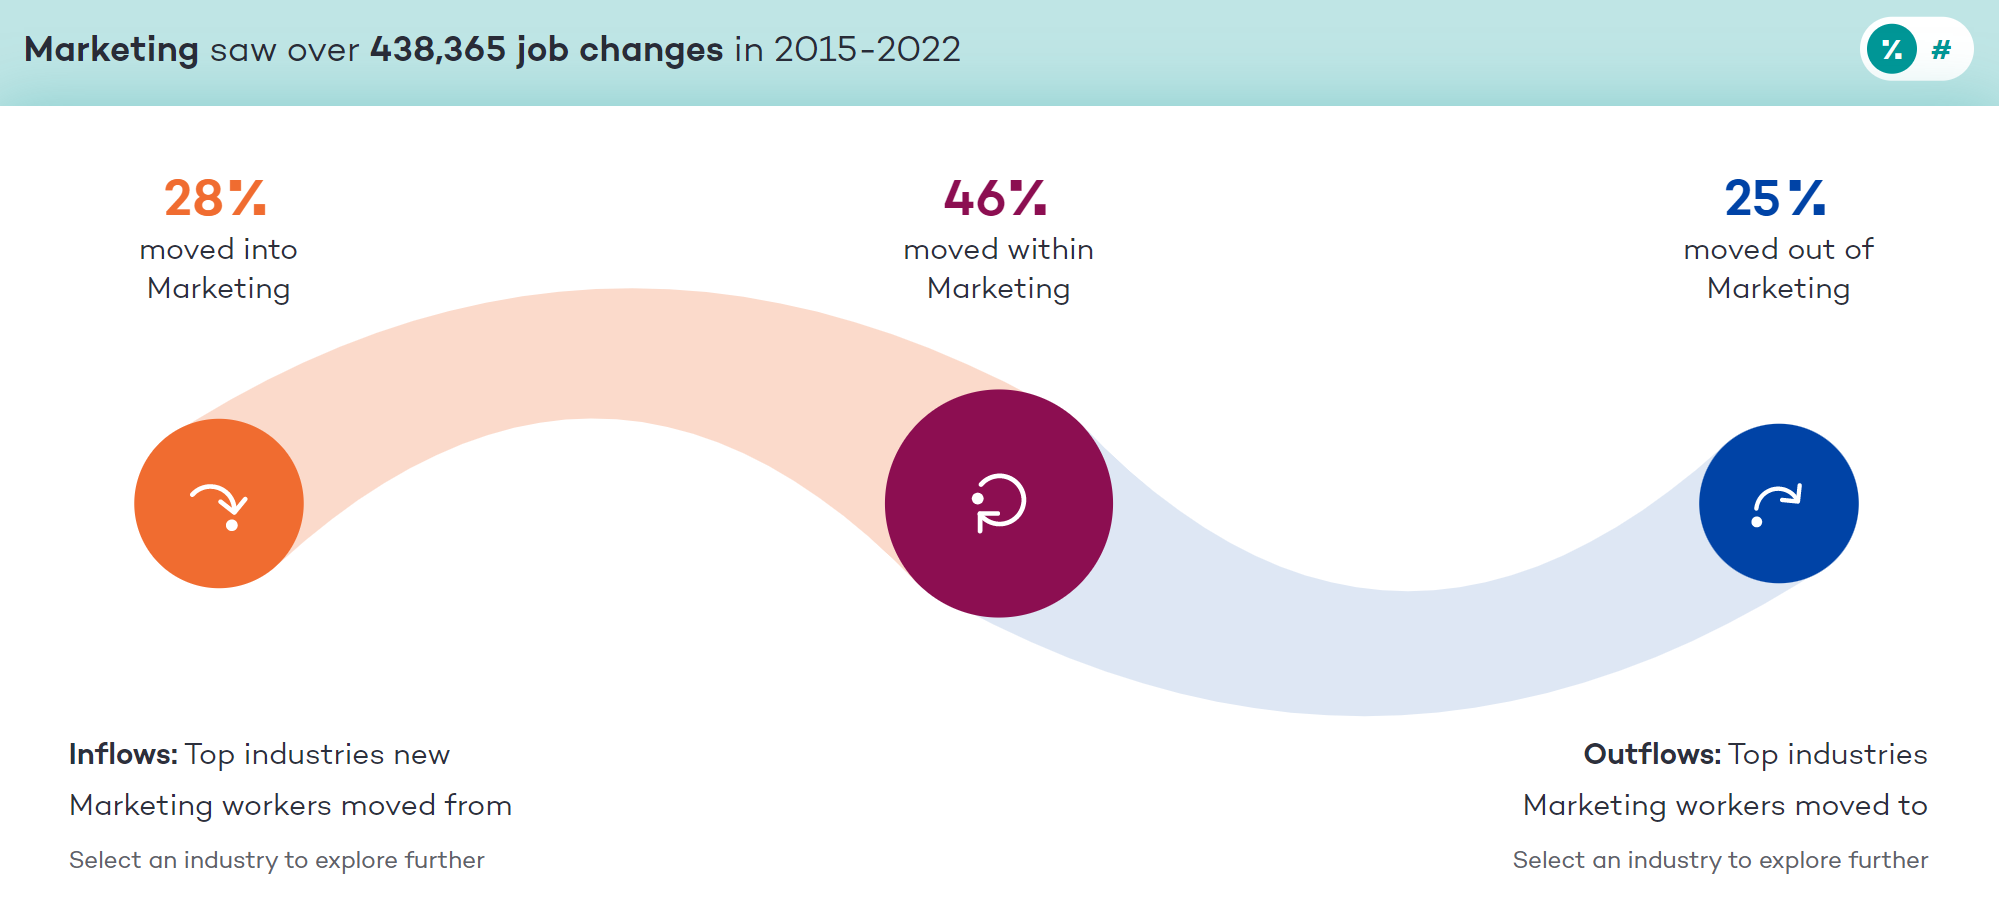 Marketing saw over 438,365 job changes in 2015-2022
% #
28%
moved into
Marketing
46%
moved within
Marketing
25%
moved out of
Marketing
Inflows: Top industries new
Marketing workers moved from
Select an industry to explore further
Outflows: Top industries
Marketing workers moved to
Select an industry to explore further